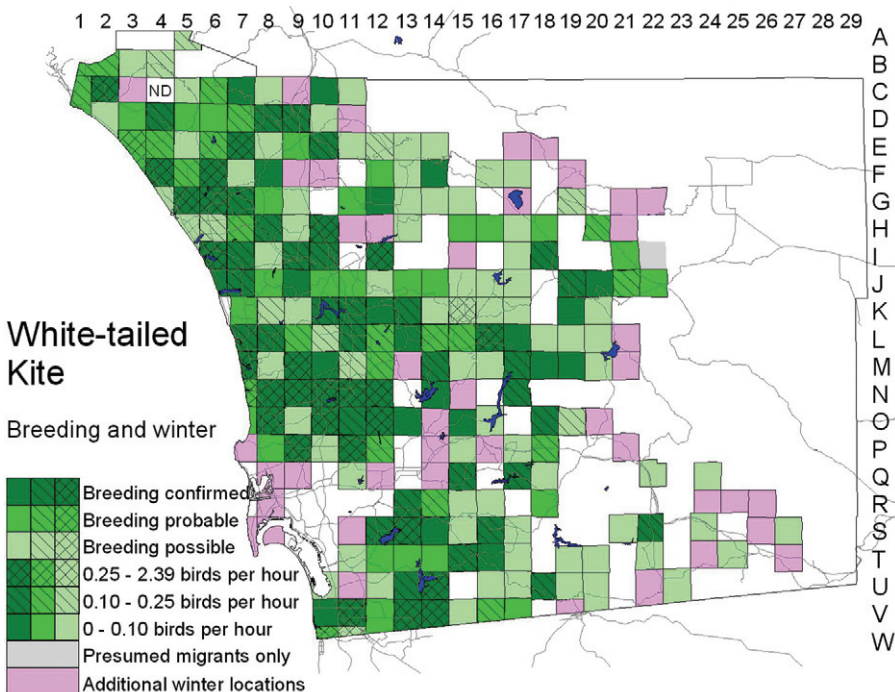 1 2 3 4 5 6 7 8 9 10 11 12 13 14 15 16 17 18 19 20 21 22 23 24 25 26 27 28 29
A
B
C
D
E
F
G
H
I
J
K
L
M
N
O
P
Q
R
S
T
U
V
W
ND
White-tailed
Kite
Breeding and winter
Breeding confirmed
Breeding probable
Breeding possible
0.25 - 2.39 birds per hour
0.10 - 0.25 birds per hour
0 - 0.10 birds per hour
Presumed migrants only
Additional winter locations